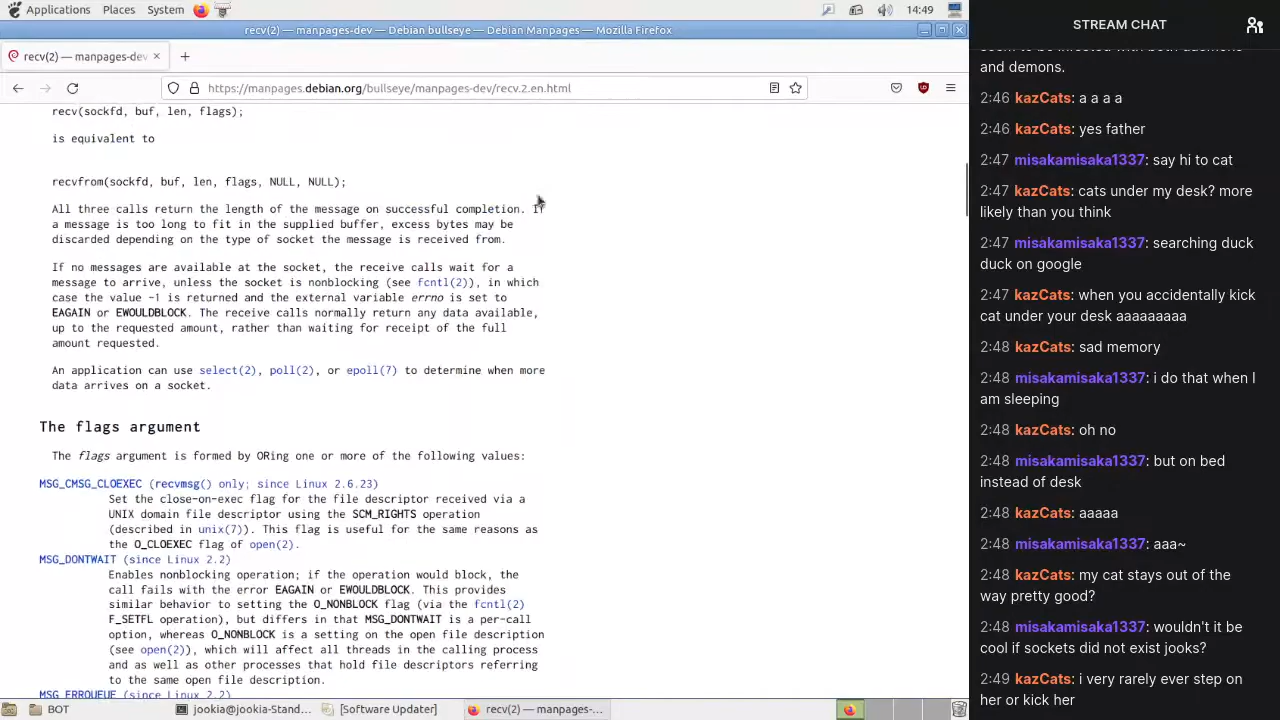 Applications Places System 14:49
recv(2) — manpages-dev — Debian bullseye — Debian Manpages — Mozilla Firefox
recv(2) — manpages-dev
https://manpages.debian.org/bullseye/manpages-dev/recv.2.en.html
recv(sockfd, buf, len, flags);
is equivalent to
recvfrom(sockfd, buf, len, flags, NULL, NULL);
All three calls return the length of the message on successful completion. If
a message is too long to fit in the supplied buffer, excess bytes may be
discarded depending on the type of socket the message is received from.
If no messages are available at the socket, the receive calls wait for a
message to arrive, unless the socket is nonblocking (see fcntl(2)), in which
case the value -1 is returned and the external variable errno is set to
EAGAIN or EWOULDBLOCK. The receive calls normally return any data available,
up to the requested amount, rather than waiting for receipt of the full
amount requested.
An application can use select(2), poll(2), or epoll(7) to determine when more
data arrives on a socket.
The flags argument
The flags argument is formed by ORing one or more of the following values:
MSG_CMSG_CLOEXEC (recvmsg() only; since Linux 2.6.23)
Set the close-on-exec flag for the file descriptor received via a
UNIX domain file descriptor using the SCM_RIGHTS operation
(described in unix(7)). This flag is useful for the same reasons as
the O_CLOEXEC flag of open(2).
MSG_DONTWAIT (since Linux 2.2)
Enables nonblocking operation; if the operation would block, the
call fails with the error EAGAIN or EWOULDBLOCK. This provides
similar behavior to setting the O_NONBLOCK flag (via the fcntl(2)
F_SETFL operation), but differs in that MSG_DONTWAIT is a per-call
option, whereas O_NONBLOCK is a setting on the open file description
(see open(2)), which will affect all threads in the calling process
and as well as other processes that hold file descriptors referring
to the same open file description.
MSG_ERRQUEUE (since Linux 2.2)
BOT jookia@jookia-Stand... [Software Updater] recv(2) — manpages-...
STREAM CHAT
seem to be infested with both daemons
and demons.
2:46 kazCats: a a a a
2:46 kazCats: yes father
2:47 misakamisaka1337: say hi to cat
2:47 kazCats: cats under my desk? more
likely than you think
2:47 misakamisaka1337: searching duck
duck on google
2:47 kazCats: when you accidentally kick
cat under your desk aaaaaaaaa
2:48 kazCats: sad memory
2:48 misakamisaka1337: i do that when I
am sleeping
2:48 kazCats: oh no
2:48 misakamisaka1337: but on bed
instead of desk
2:48 kazCats: aaaaa
2:48 misakamisaka1337: aaa~
2:48 kazCats: my cat stays out of the
way pretty good?
2:48 misakamisaka1337: wouldn't it be
cool if sockets did not exist jooks?
2:49 kazCats: i very rarely ever step on
her or kick her